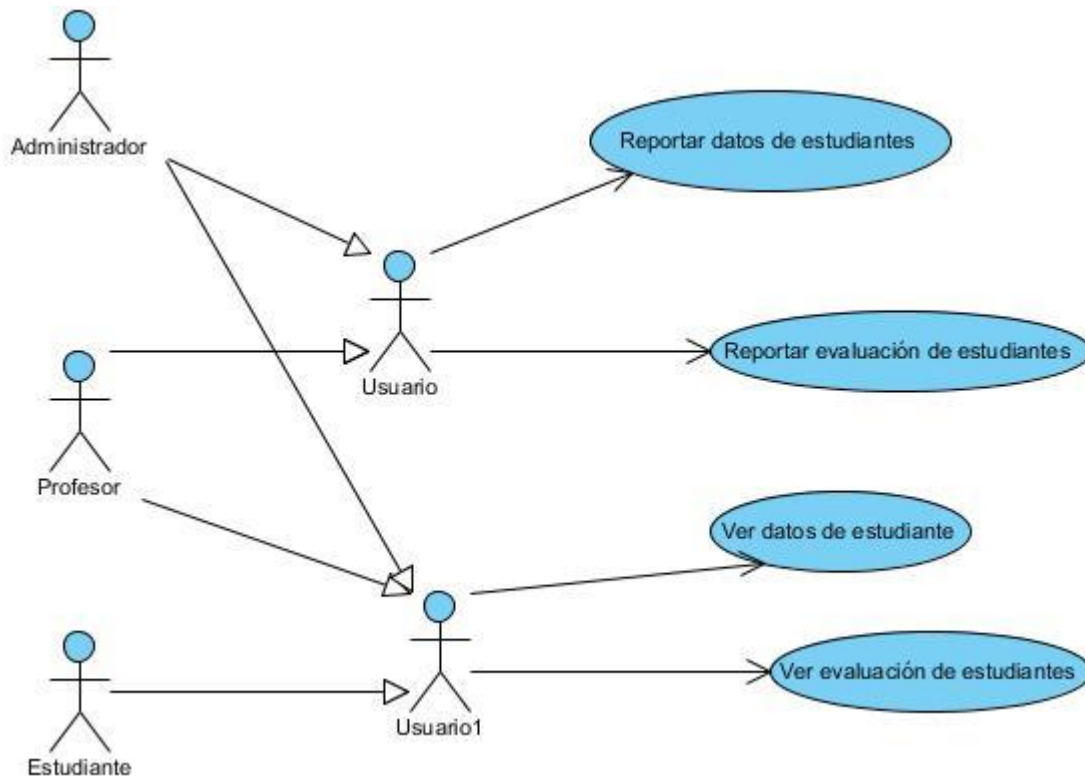 Administrador
Reportar datos de estudiantes
Usuario
Reportar evaluación de estudiantes
Profesor
Ver datos de estudiante
Usuario1
Ver evaluación de estudiantes
Estudiante